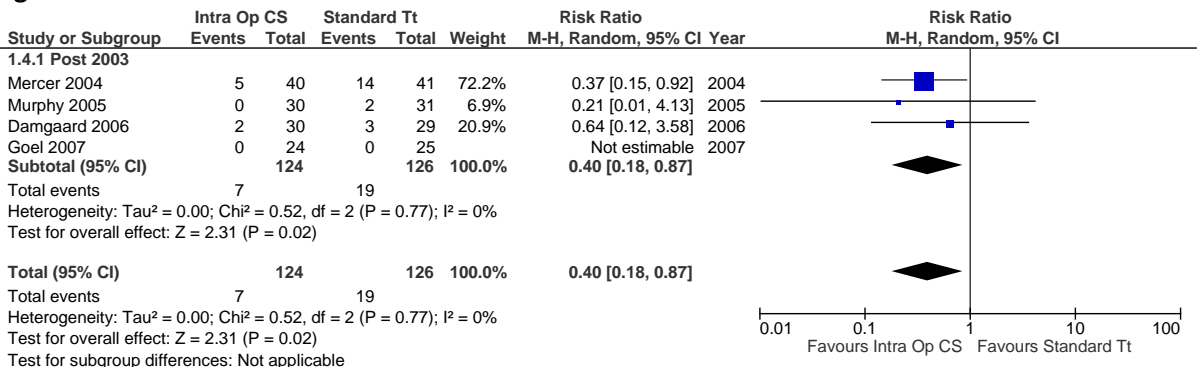 Intra Op CS Standard Tt Risk Ratio Risk Ratio
Study or Subgroup Events Total Events Total Weight M-H, Random, 95% CI Year M-H, Random, 95% CI
1.4.1 Post 2003
Mercer 2004 5 40 14 41 72.2% 0.37 [0.15, 0.92] 2004
Murphy 2005 0 30 2 31 6.9% 0.21 [0.01, 4.13] 2005
Damgaard 2006 2 30 3 29 20.9% 0.64 [0.12, 3.58] 2006
Goel 2007 0 24 0 25 Not estimable 2007
Subtotal (95% CI) 124 126 100.0% 0.40 [0.18, 0.87]
Total events 7 19
Heterogeneity: Tau² = 0.00; Chi² = 0.52, df = 2 (P = 0.77); I² = 0%
Test for overall effect: Z = 2.31 (P = 0.02)
Total (95% CI) 124 126 100.0% 0.40 [0.18, 0.87]
Total events 7 19
Heterogeneity: Tau² = 0.00; Chi² = 0.52, df = 2 (P = 0.77); I² = 0%
Test for overall effect: Z = 2.31 (P = 0.02)
Test for subgroup differences: Not applicable
0.01 0.1 1 10 100
Favours Intra Op CS Favours Standard Tt